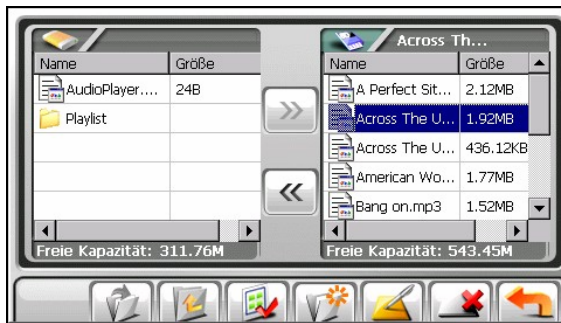 Name Größe
AudioPlayer.... 24B
Playlist
Freie Kapazität: 311.76M
>>
<<
Across Th...
Name Größe
A Perfect Sit... 2.12MB
Across The U... 1.92MB
Across The U... 436.12KB
American Wo... 1.77MB
Bang on.mp3 1.52MB
Freie Kapazität: 543.45M